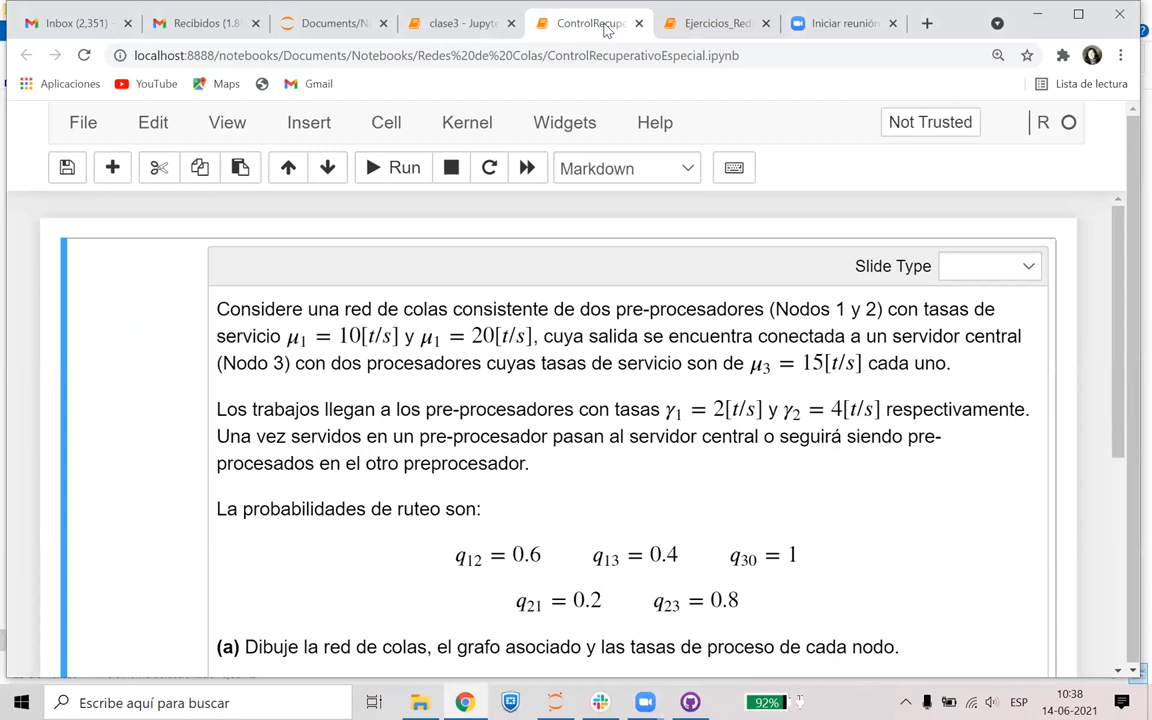 Inbox (2,351)
Recibidos (1.8
Documents/N
clase3 - Jupyte
ControlRecupe
Ejercicios_Red
Iniciar reunión
localhost:8888/notebooks/Documents/Notebooks/Redes%20de%20Colas/ControlRecuperativoEspecial.ipynb
Aplicaciones YouTube Maps Gmail Lista de lectura
File Edit View Insert Cell Kernel Widgets Help Not Trusted R
Run Markdown
Slide Type
Considere una red de colas consistente de dos pre-procesadores (Nodos 1 y 2) con tasas de
servicio μ₁ = 10[t/s] y μ₁ = 20[t/s], cuya salida se encuentra conectada a un servidor central
(Nodo 3) con dos procesadores cuyas tasas de servicio son de μ₃ = 15[t/s] cada uno.
Los trabajos llegan a los pre-procesadores con tasas γ₁ = 2[t/s] y γ₂ = 4[t/s] respectivamente.
Una vez servidos en un pre-procesador pasan al servidor central o seguirá siendo pre-
procesados en el otro preprocesador.
La probabilidades de ruteo son:
q₁₂ = 0.6 q₁₃ = 0.4 q₃₀ = 1
q₂₁ = 0.2 q₂₃ = 0.8
(a) Dibuje la red de colas, el grafo asociado y las tasas de proceso de cada nodo.
Escribe aquí para buscar
92%
ESP
10:38
14-06-2021